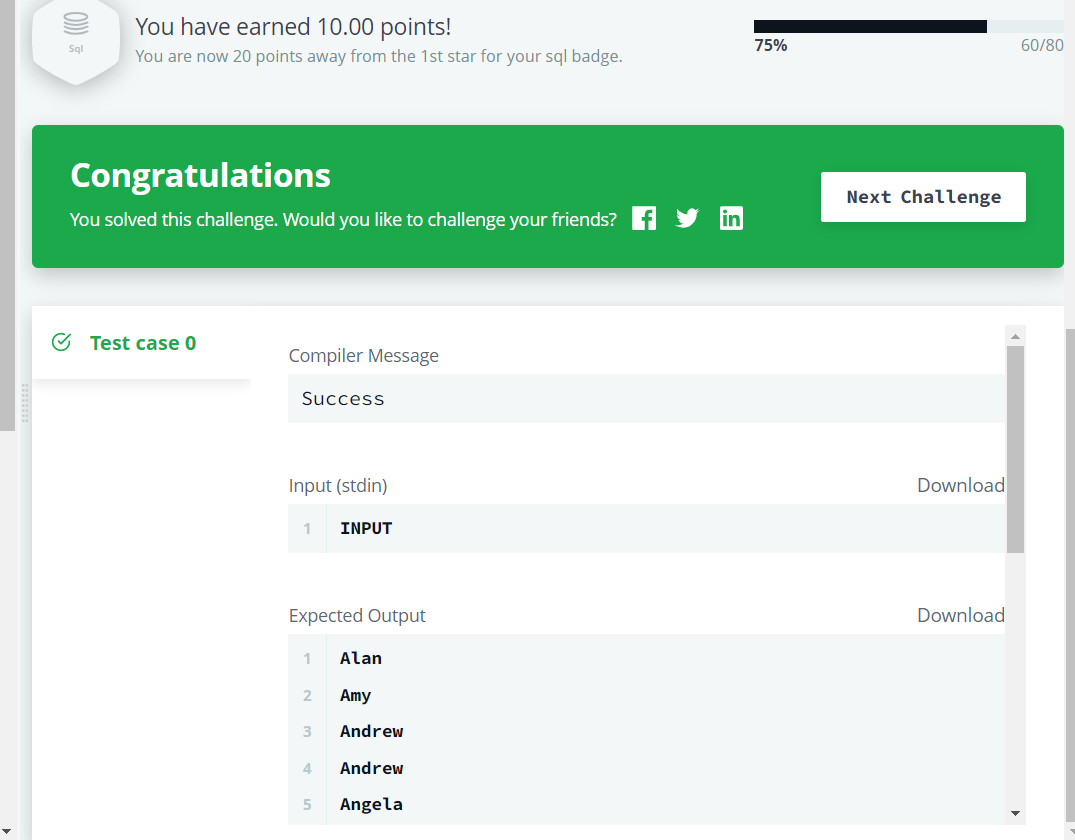 Sql
You have earned 10.00 points!
You are now 20 points away from the 1st star for your sql badge.
75%
60/80
Congratulations
You solved this challenge. Would you like to challenge your friends?
Next Challenge
Test case 0
Compiler Message
Success
Input (stdin)
Download
1 INPUT
Expected Output
Download
1 Alan
2 Amy
3 Andrew
4 Andrew
5 Angela